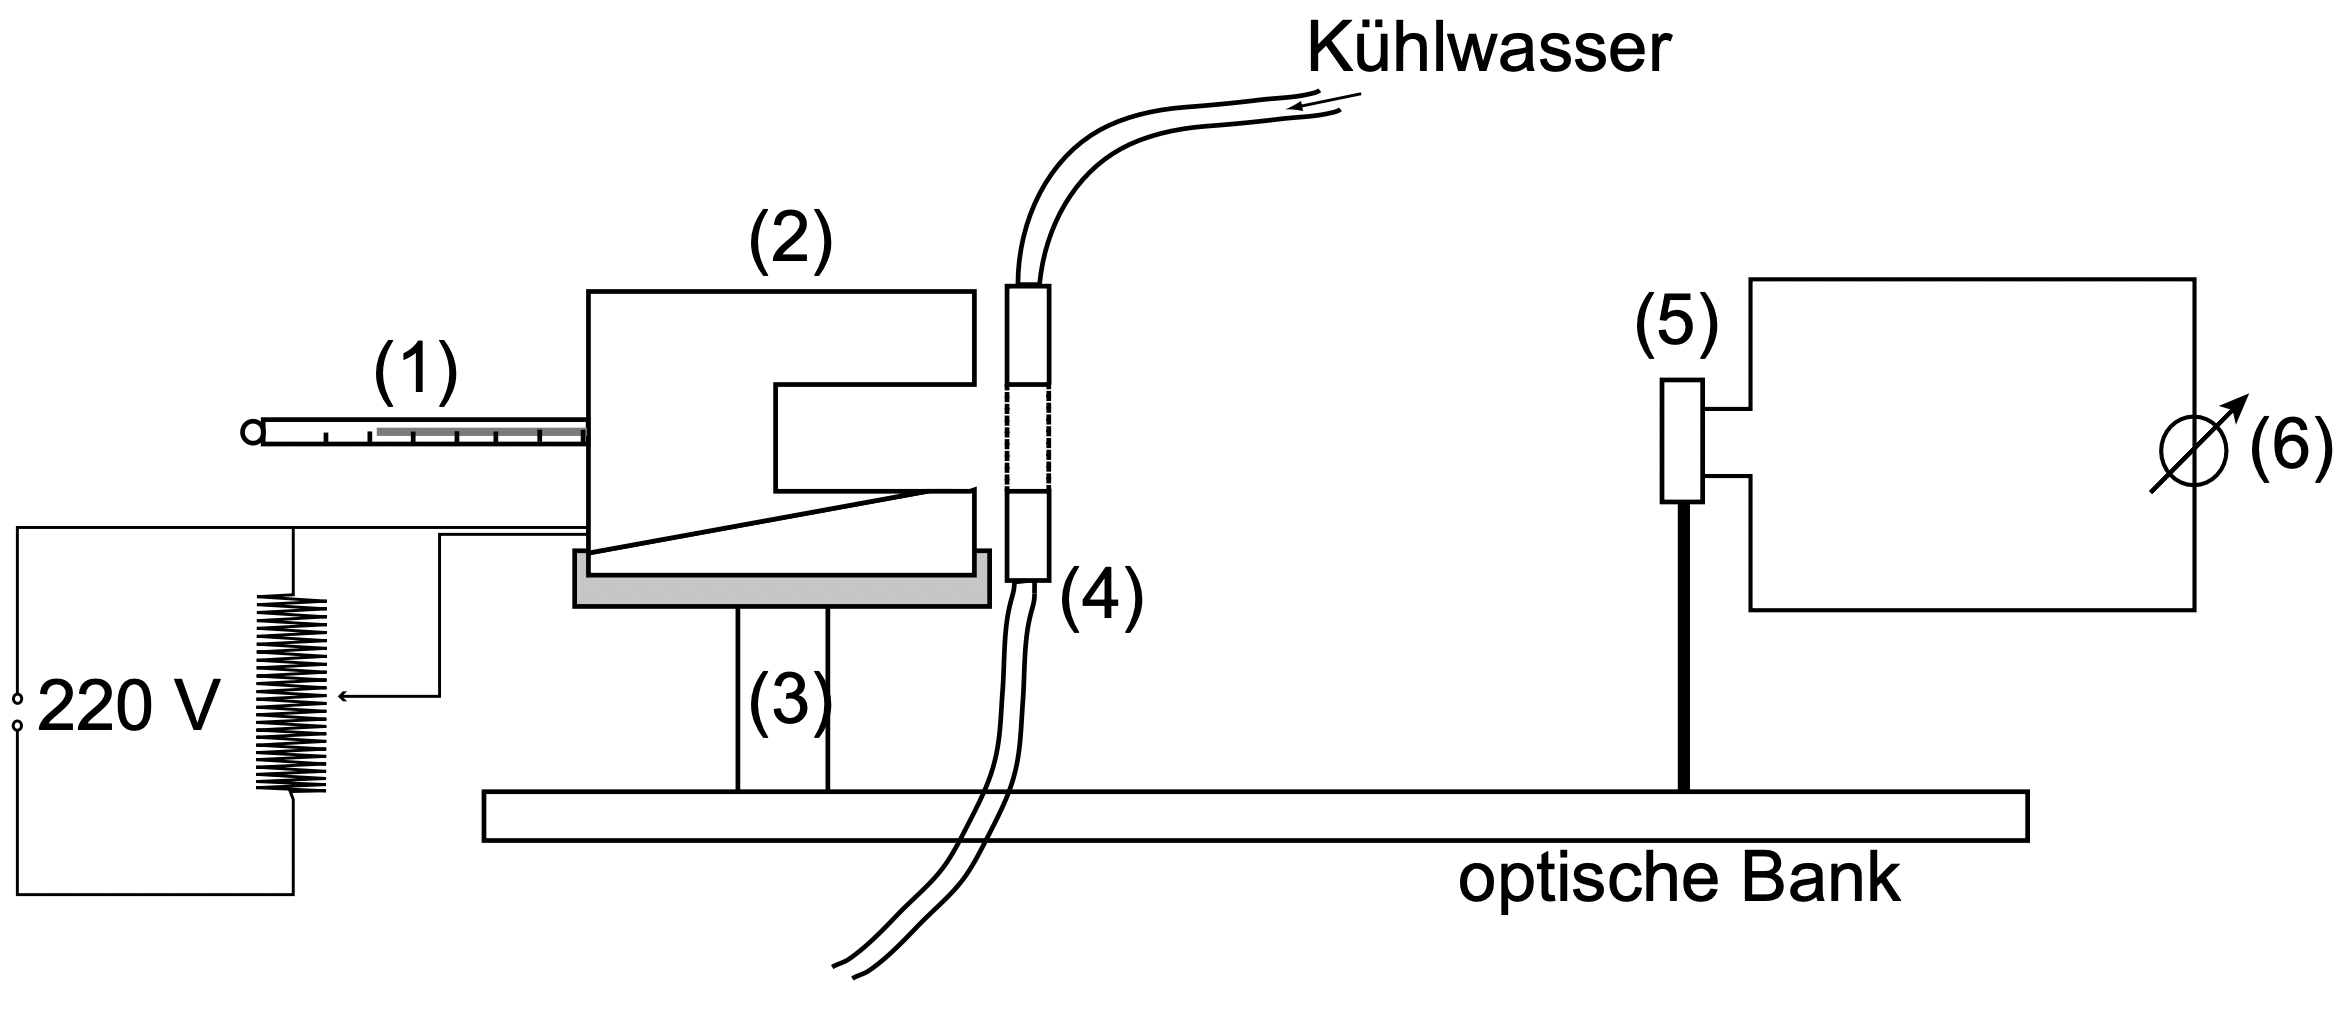 Kühlwasser
(2)
(1)
(5)
(6)
(4)
220 V
(3)
optische Bank